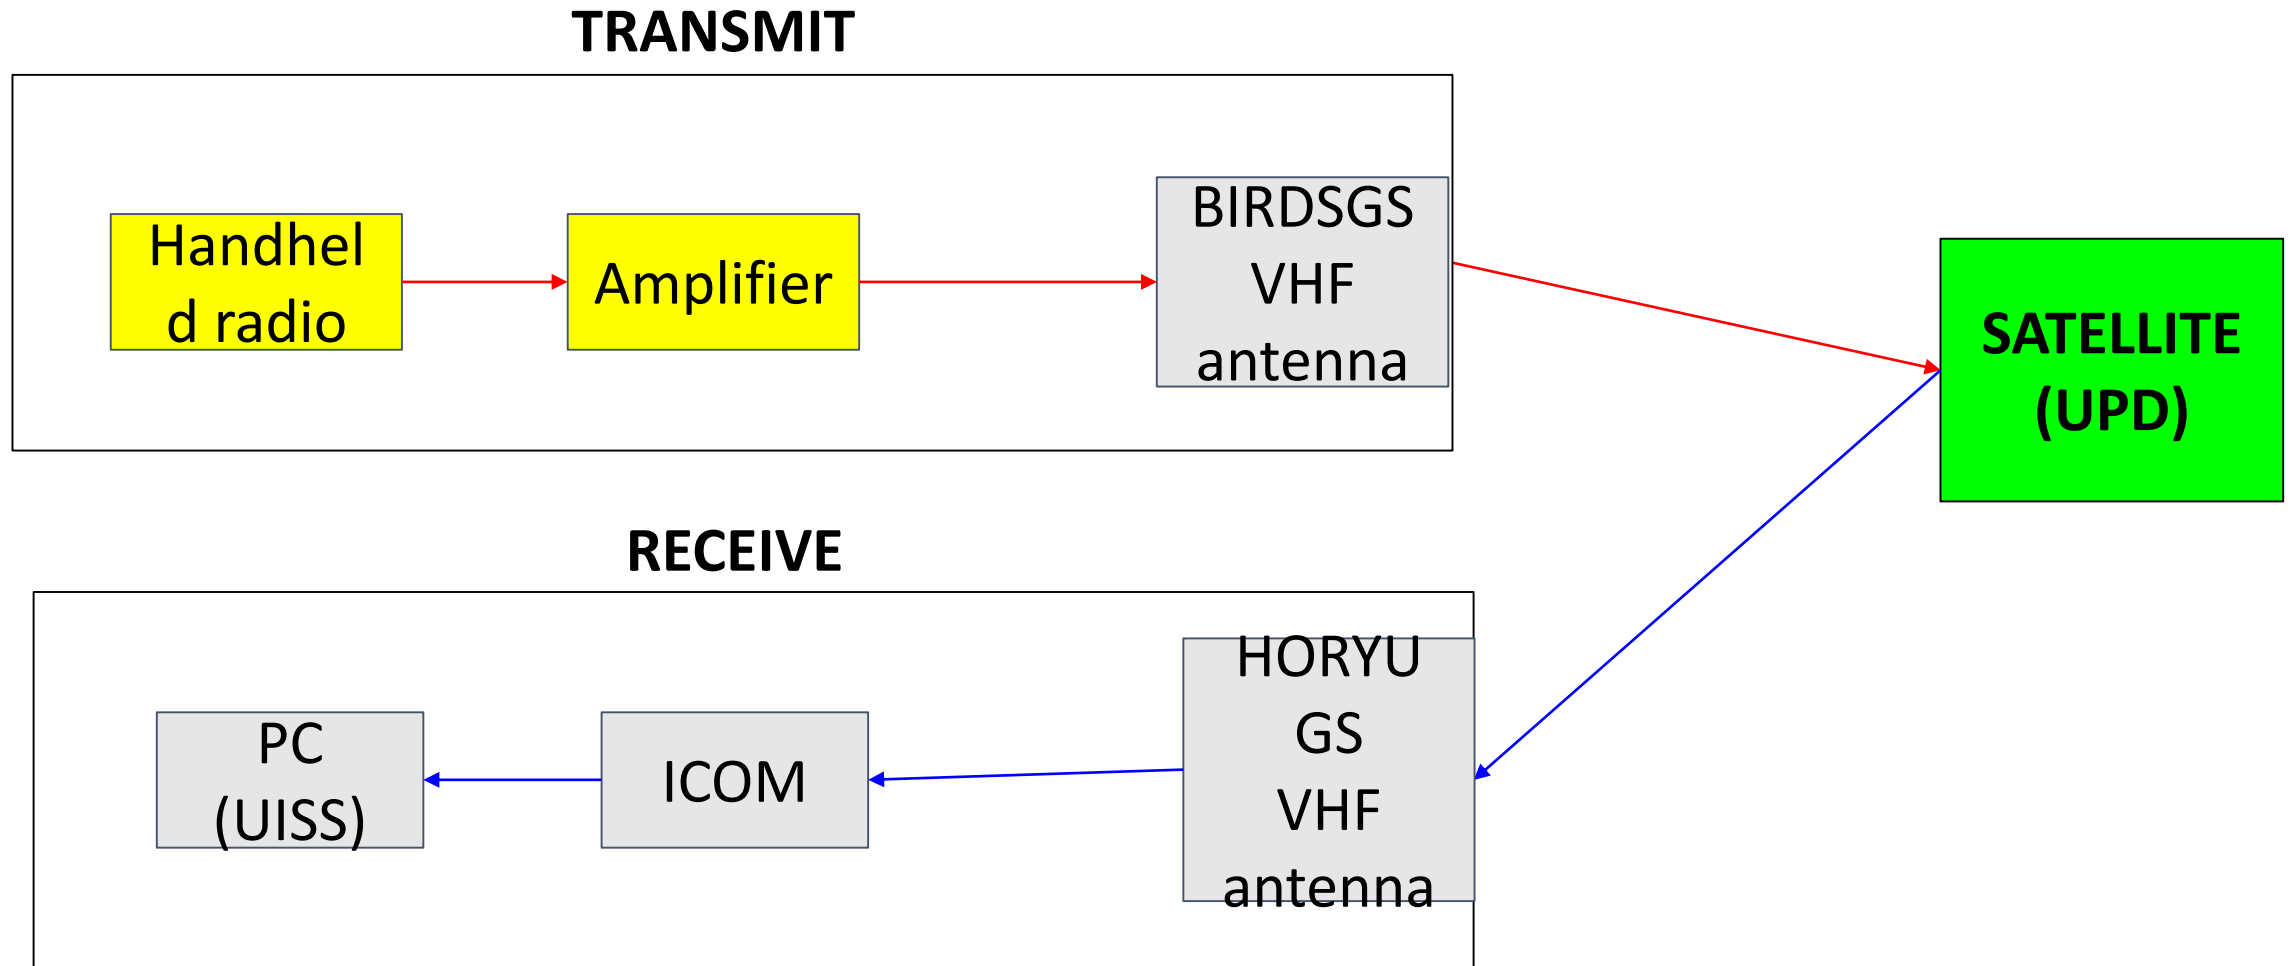 TRANSMIT
Handhel
d radio
Amplifier
BIRDSGS
VHF
antenna
SATELLITE
(UPD)
RECEIVE
PC
(UISS)
ICOM
HORYU
GS
VHF
antenna